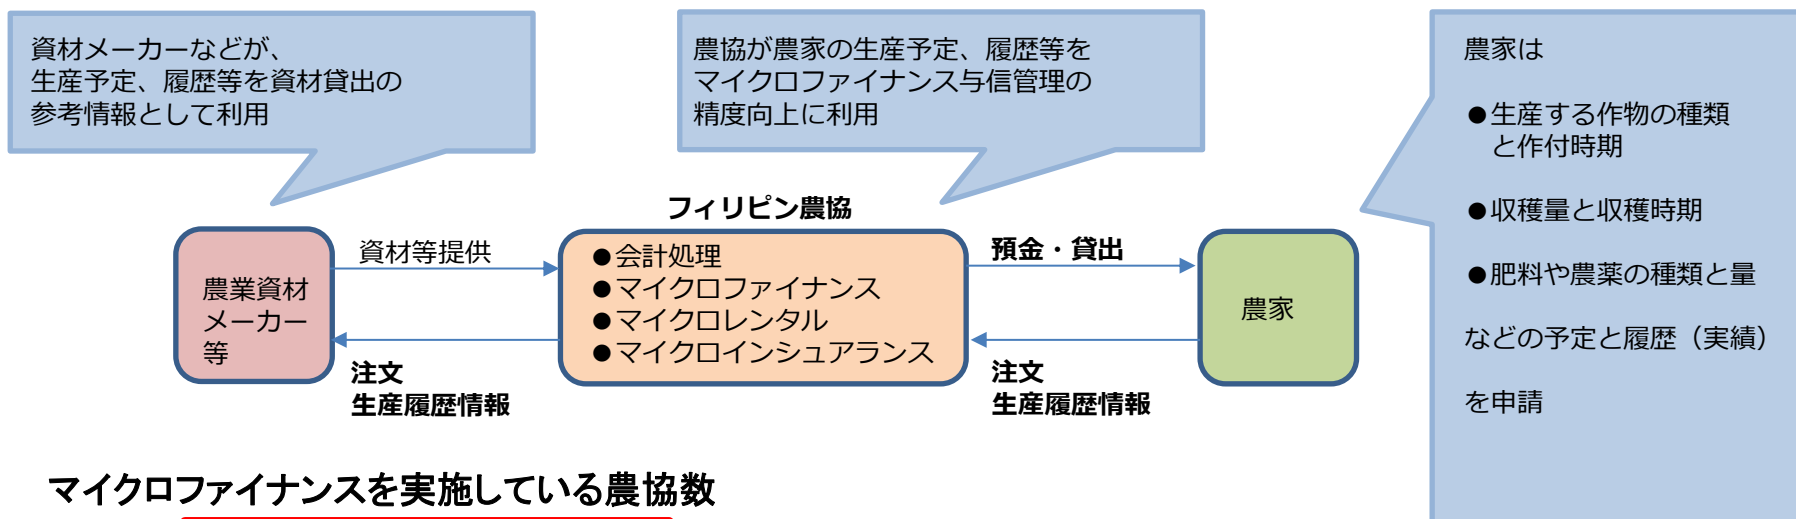 資材メーカーなどが、
生産予定、履歴等を資材貸出の
参考情報として利用
農協が農家の生産予定、履歴等を
マイクロファイナンス与信管理の
精度向上に利用
農家は
●生産する作物の種類
と作付時期
●収穫量と収穫時期
●肥料や農薬の種類と量
などの予定と履歴（実績）
を申請
フィリピン農協
農業資材
メーカー
等
資材等提供
注文
生産履歴情報
●会計処理
●マイクロファイナンス
●マイクロレンタル
●マイクロインシュアランス
預金・貸出
注文
生産履歴情報
農家
マイクロファイナンスを実施している農協数